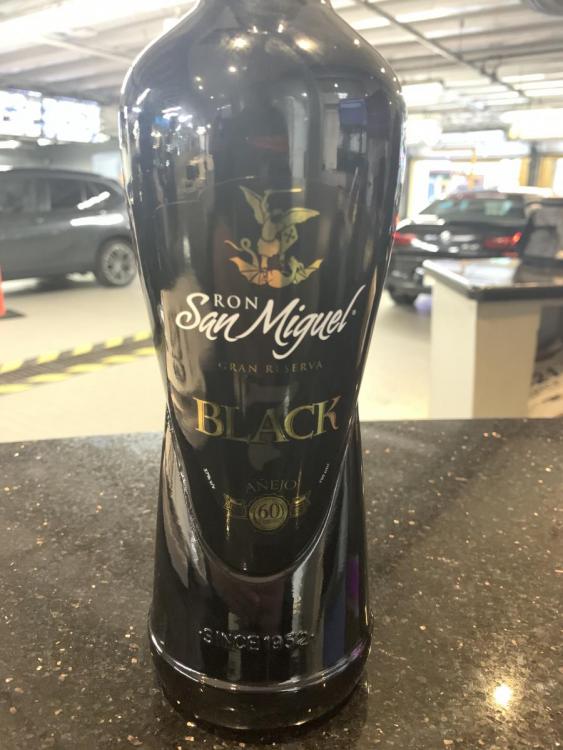 RON
San Miguel
GRAN RESERVA
BLACK
AÑEJO
60
·SINCE 1952·